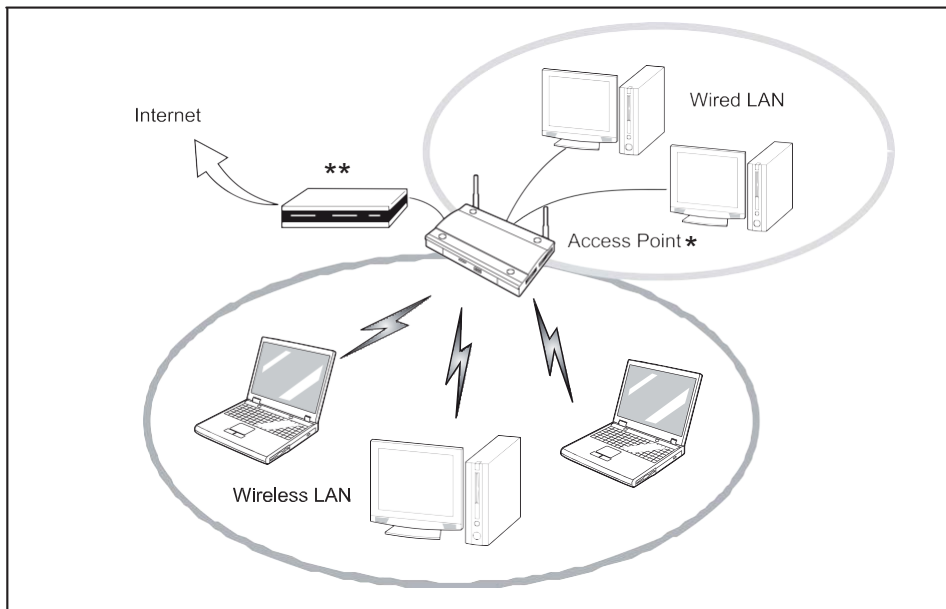 Wired LAN
Internet
**
Access Point*
Wireless LAN